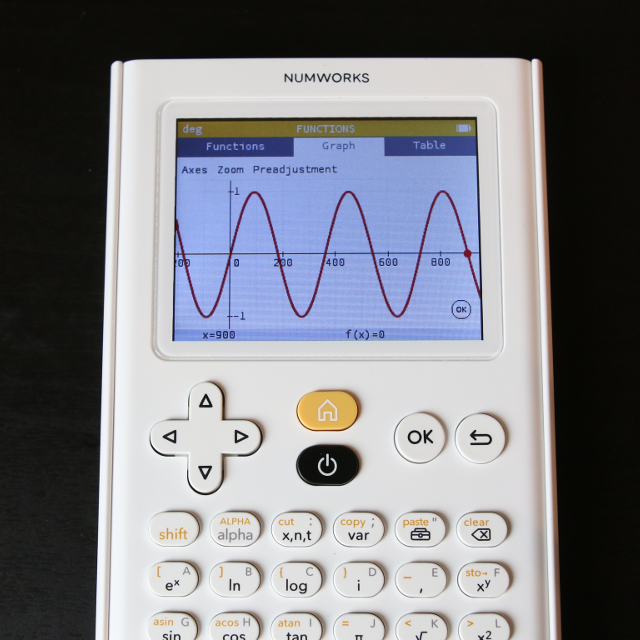 NUMWORKS
deg FUNCTIONS
Functions Graph Table
Axes Zoom Preadjustment
1
0 200 400 600 800
-1
OK
x=900 f(x)=0
OK
shift ALPHA alpha cut : x,n,t copy ; var paste " clear
[ A eˣ ] B ln { C log } D i _ E , sto→ F xʸ
asin G sin acos H cos atan I tan = J π < K √ > L x²